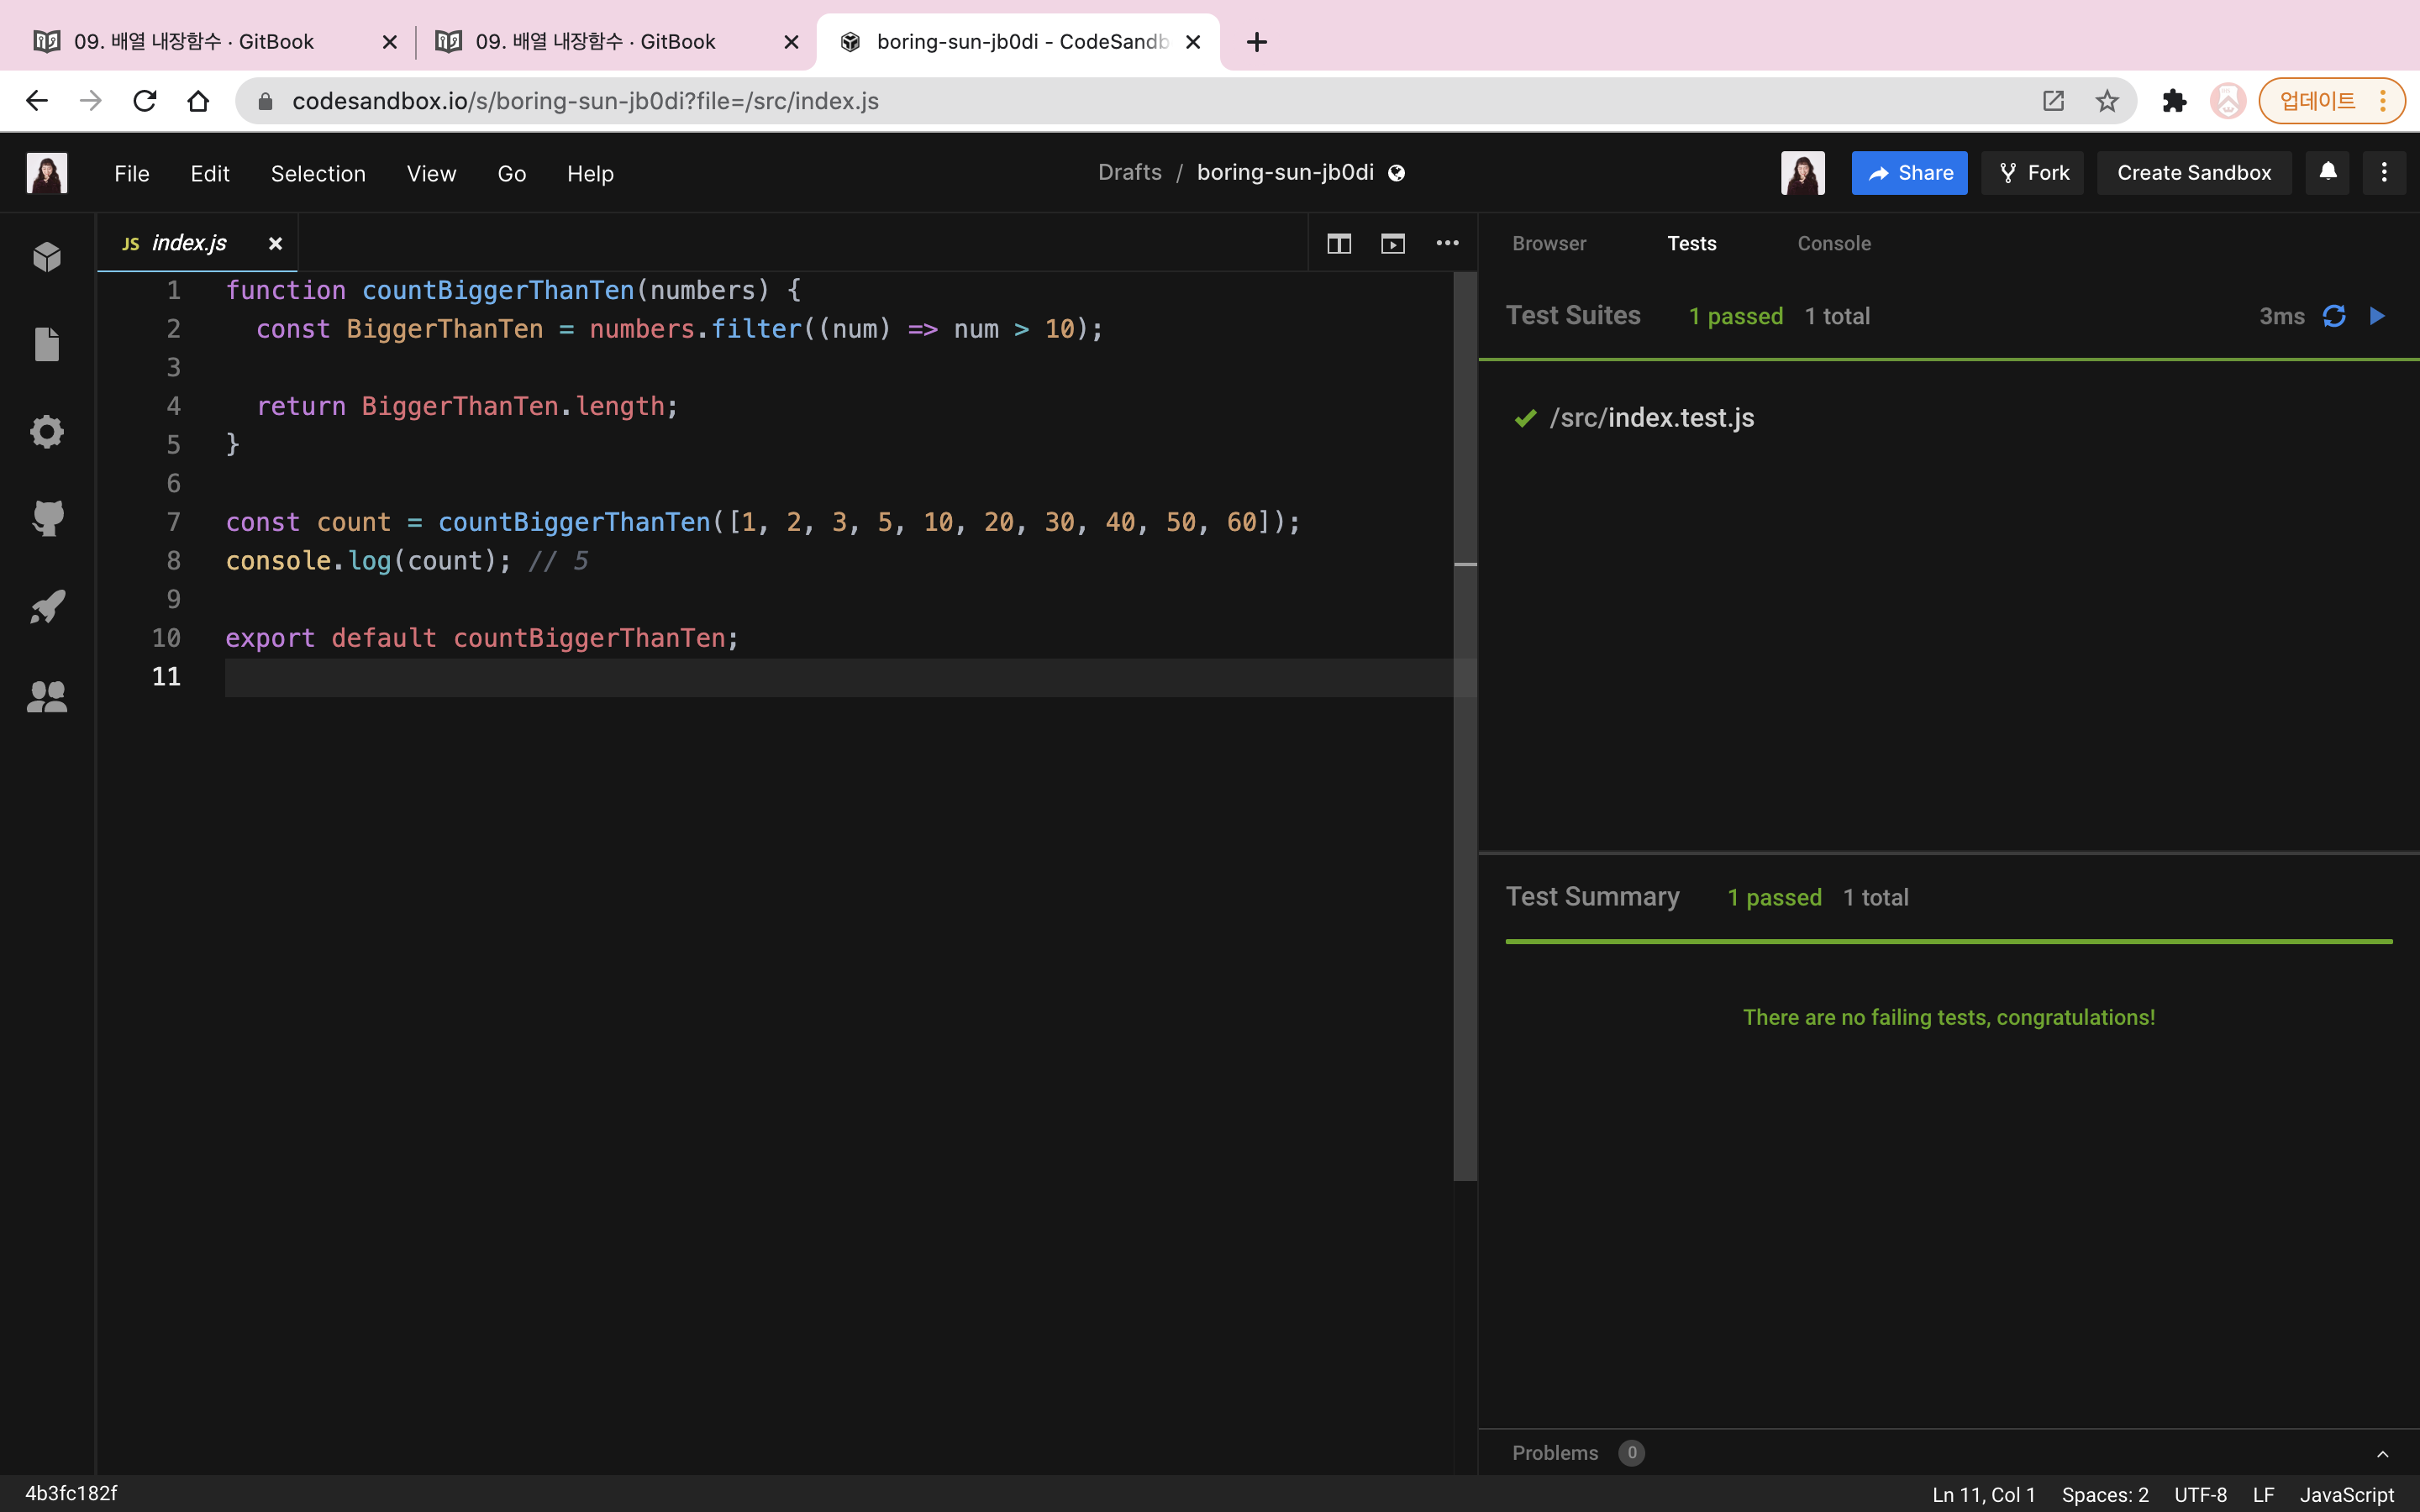 09. 배열 내장함수 · GitBook
09. 배열 내장함수 · GitBook
boring-sun-jb0di - CodeSandb
codesandbox.io/s/boring-sun-jb0di?file=/src/index.js
업데이트
File Edit Selection View Go Help
Drafts / boring-sun-jb0di
Share
Fork
Create Sandbox
JS index.js
Browser Tests Console
1 function countBiggerThanTen(numbers) {
2 const BiggerThanTen = numbers.filter((num) => num > 10);
3
4 return BiggerThanTen.length;
5 }
6
7 const count = countBiggerThanTen([1, 2, 3, 5, 10, 20, 30, 40, 50, 60]);
8 console.log(count); // 5
9
10 export default countBiggerThanTen;
11
Test Suites 1 passed 1 total 3ms
/src/index.test.js
Test Summary 1 passed 1 total
There are no failing tests, congratulations!
Problems 0
4b3fc182f
Ln 11, Col 1 Spaces: 2 UTF-8 LF JavaScript